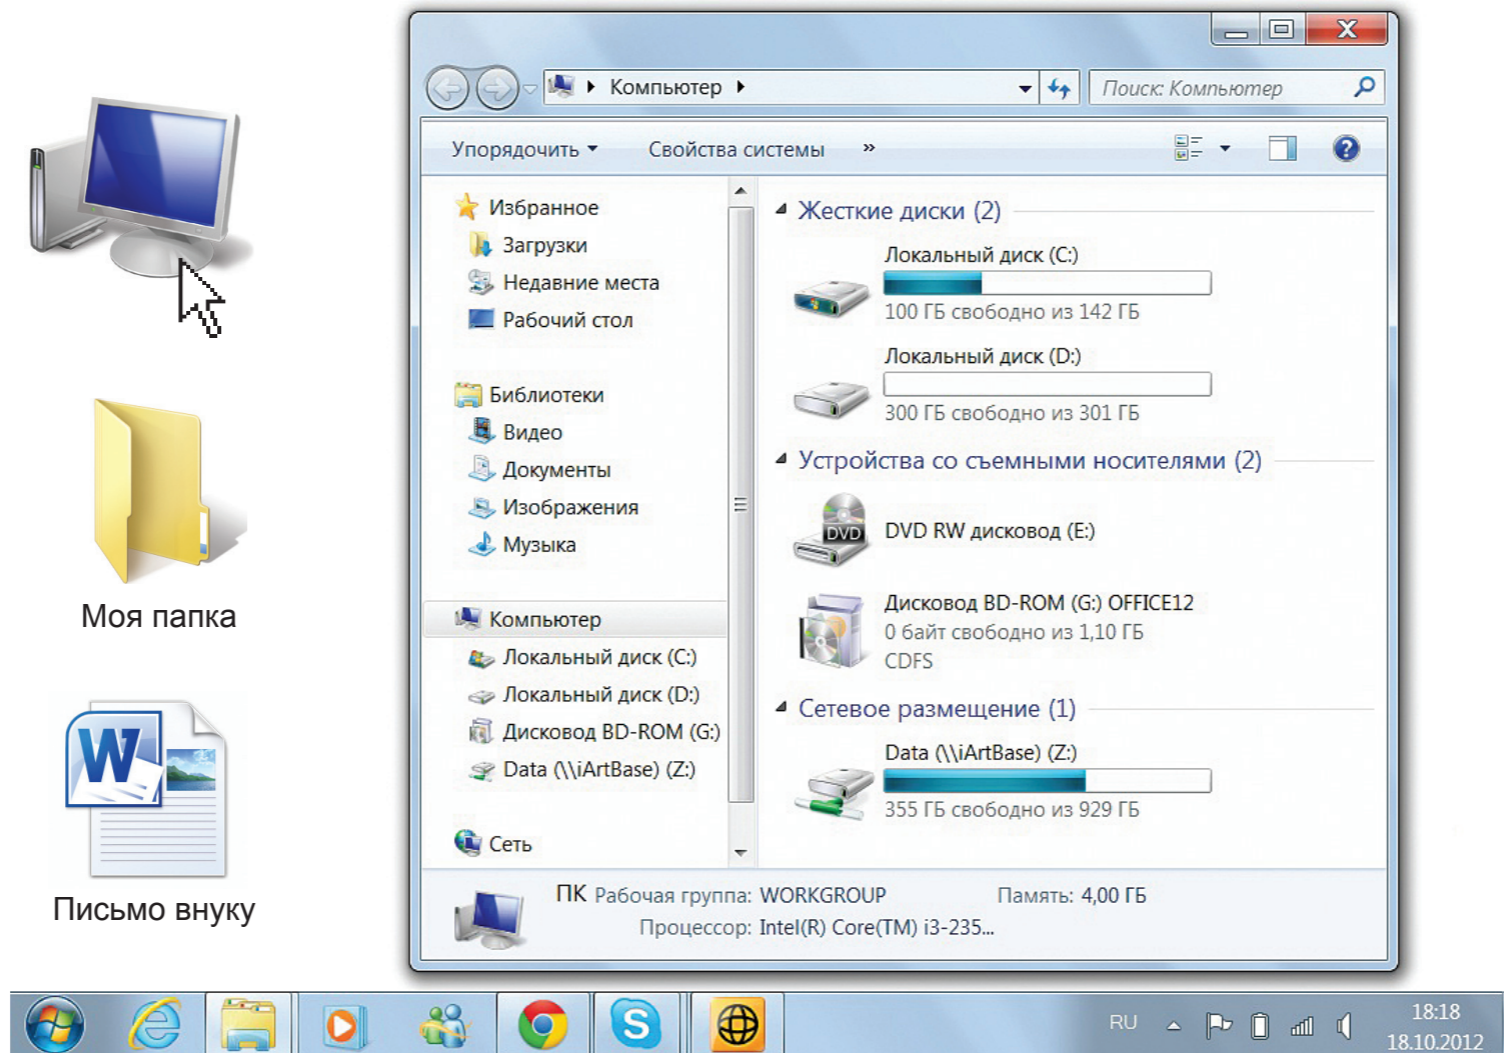 Моя папка
W
Письмо внуку
Компьютер
Поиск: Компьютер
Упорядочить
Свойства системы
»
?
Избранное
Загрузки
Недавние места
Рабочий стол
Библиотеки
Видео
Документы
Изображения
Музыка
Компьютер
Локальный диск (C:)
Локальный диск (D:)
Дисковод BD-ROM (G:)
Data (\\iArtBase) (Z:)
Сеть
Жесткие диски (2)
Локальный диск (C:)
100 ГБ свободно из 142 ГБ
Локальный диск (D:)
300 ГБ свободно из 301 ГБ
Устройства со съемными носителями (2)
DVD
DVD RW дисковод (E:)
Дисковод BD-ROM (G:) OFFICE12
0 байт свободно из 1,10 ГБ
CDFS
Сетевое размещение (1)
Data (\\iArtBase) (Z:)
355 ГБ свободно из 929 ГБ
ПК Рабочая группа: WORKGROUP Память: 4,00 ГБ
Процессор: Intel(R) Core(TM) i3-235...
S
RU
18:18
18.10.2012